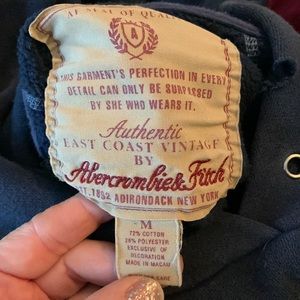 A SEAL OF QUALITY
A
THIS GARMENT'S PERFECTION IN EVERY
DETAIL CAN ONLY BE SURPASSED
BY SHE WHO WEARS IT.
Authentic
EAST COAST VINTAGE
BY
Abercrombie & Fitch
EST. 1892 ADIRONDACK NEW YORK
M
72% COTTON
28% POLYESTER
EXCLUSIVE OF
DECORATION
MADE IN MACAU